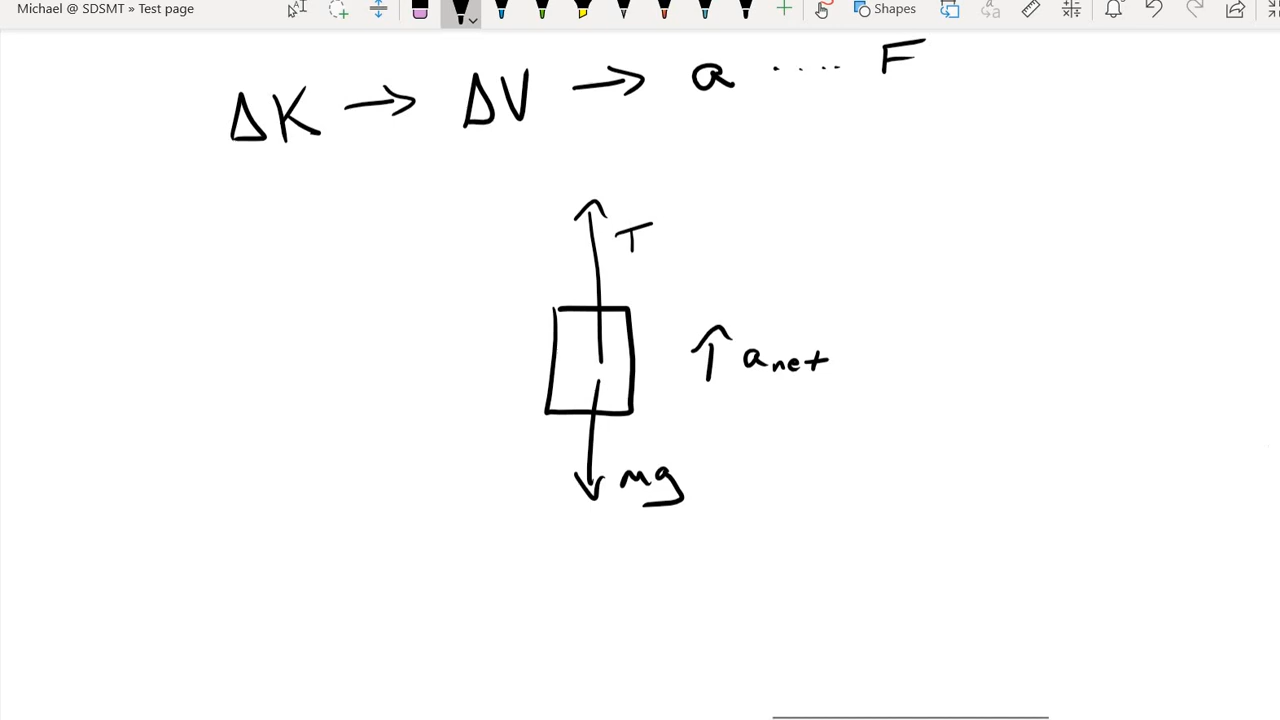 Michael @ SDSMT » Test page
Shapes
ΔK → ΔV → a .... F
T
↑ a_net
mg